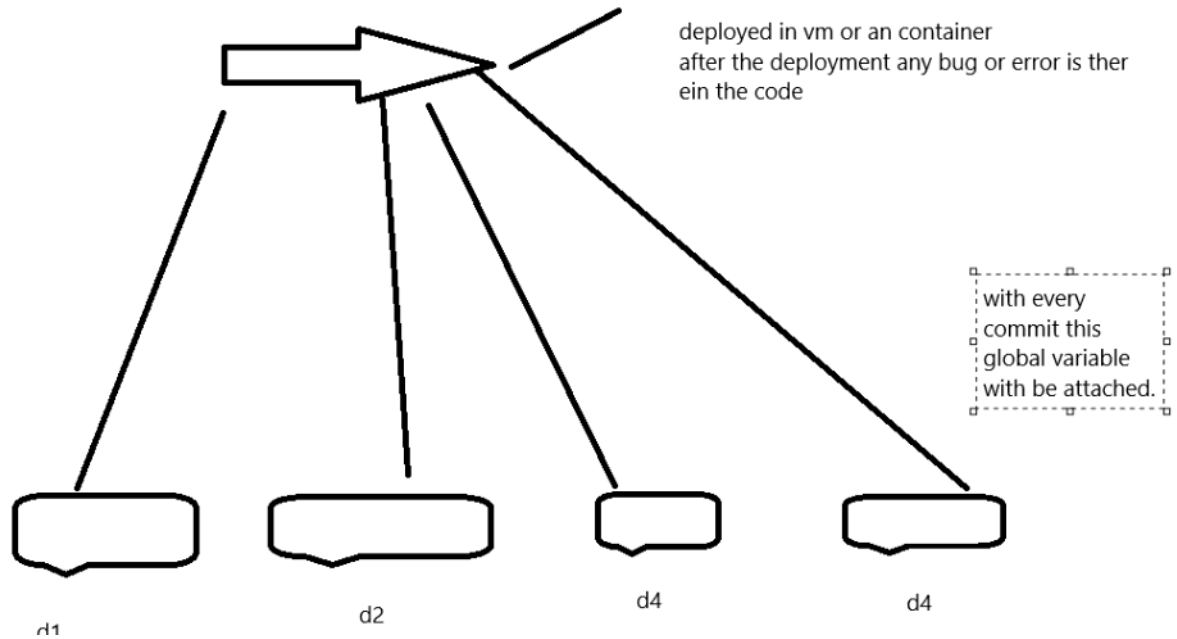 deployed in vm or an container
after the deployment any bug or error is ther
ein the code
with every
commit this
global variable
with be attached.
d1
d2
d4
d4